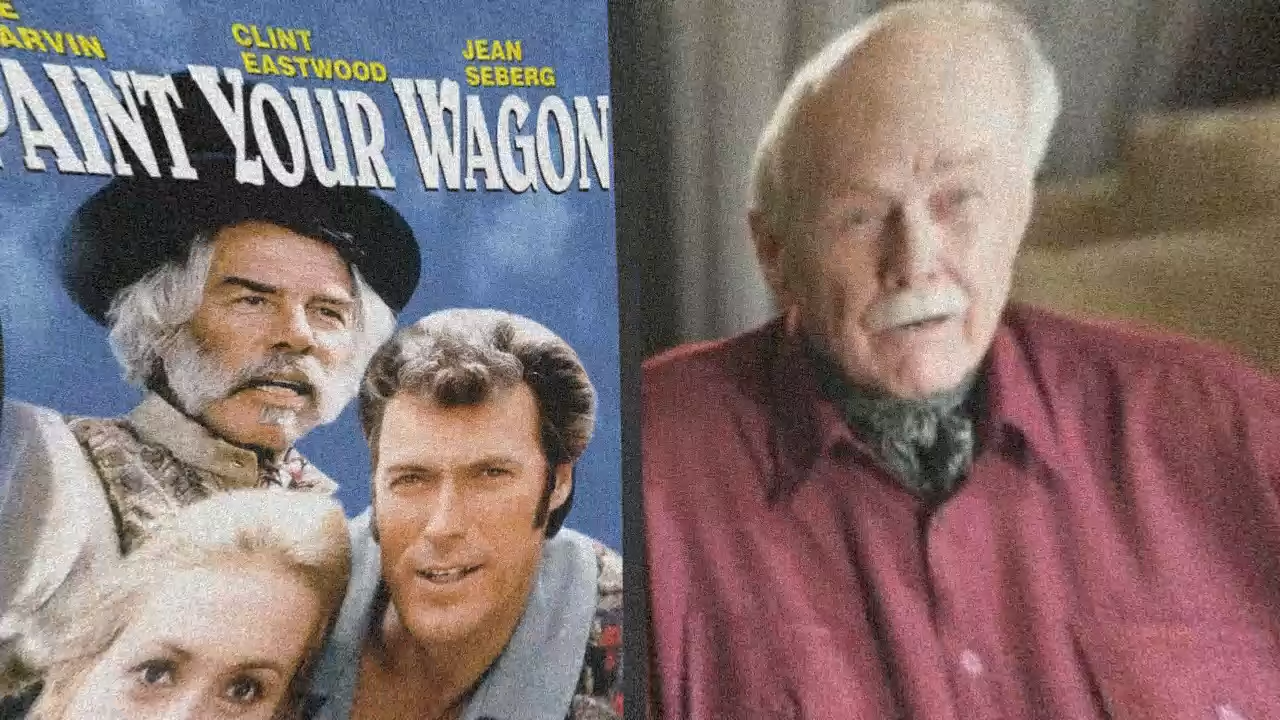 E
ARVIN
CLINT
EASTWOOD
JEAN
SEBERG
PAINT YOUR WAGON